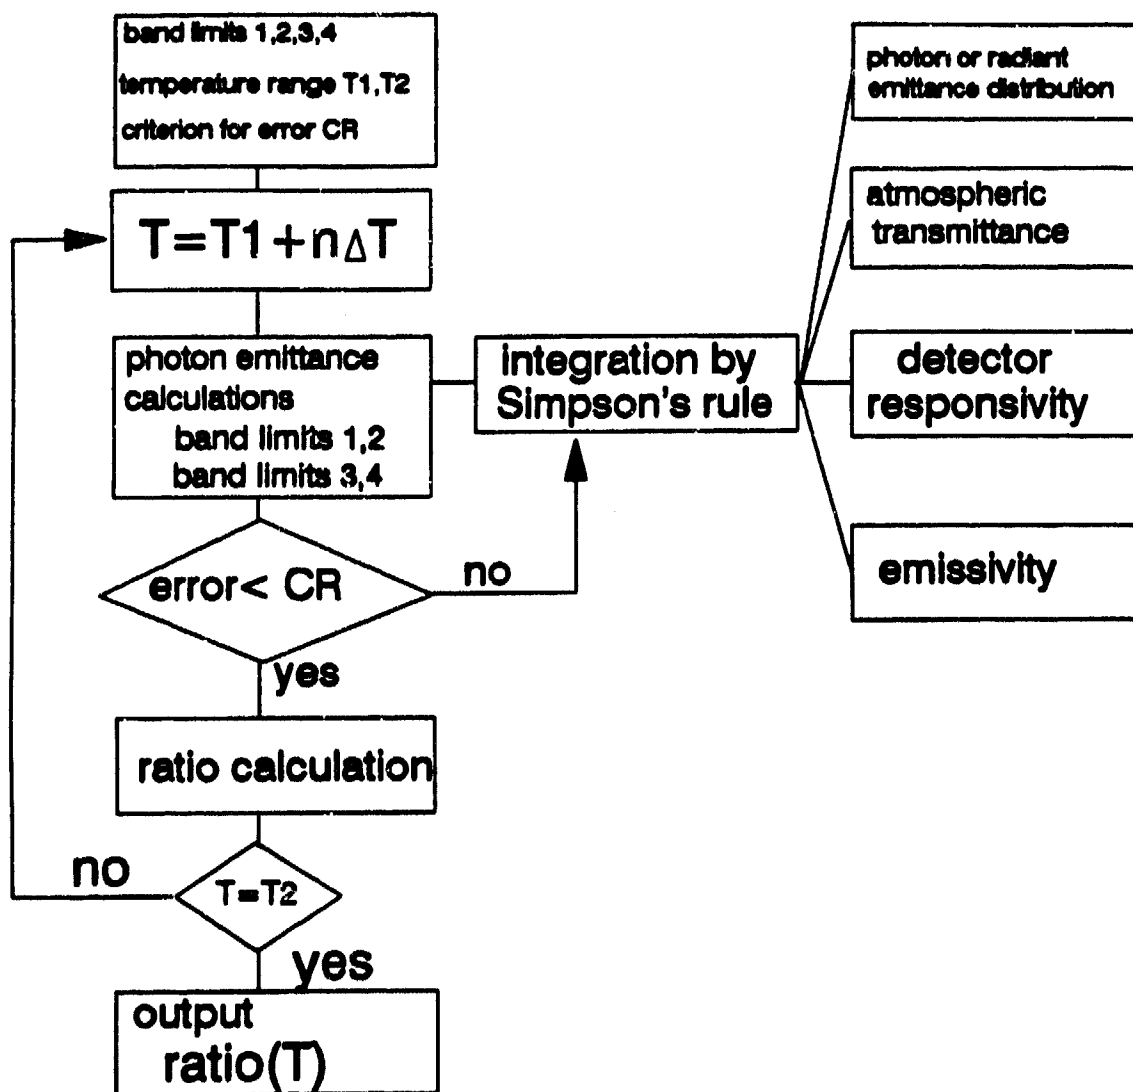 band limits 1,2,3,4
temperature range T1,T2
criterion for error CR
T=T1+nΔT
photon emittance
calculations
band limits 1,2
band limits 3,4
integration by
Simpson's rule
photon or radiant
emittance distribution
atmospheric
transmittance
detector
responsivity
emissivity
error< CR
no
yes
ratio calculation
T=T2
no
yes
output
ratio(T)